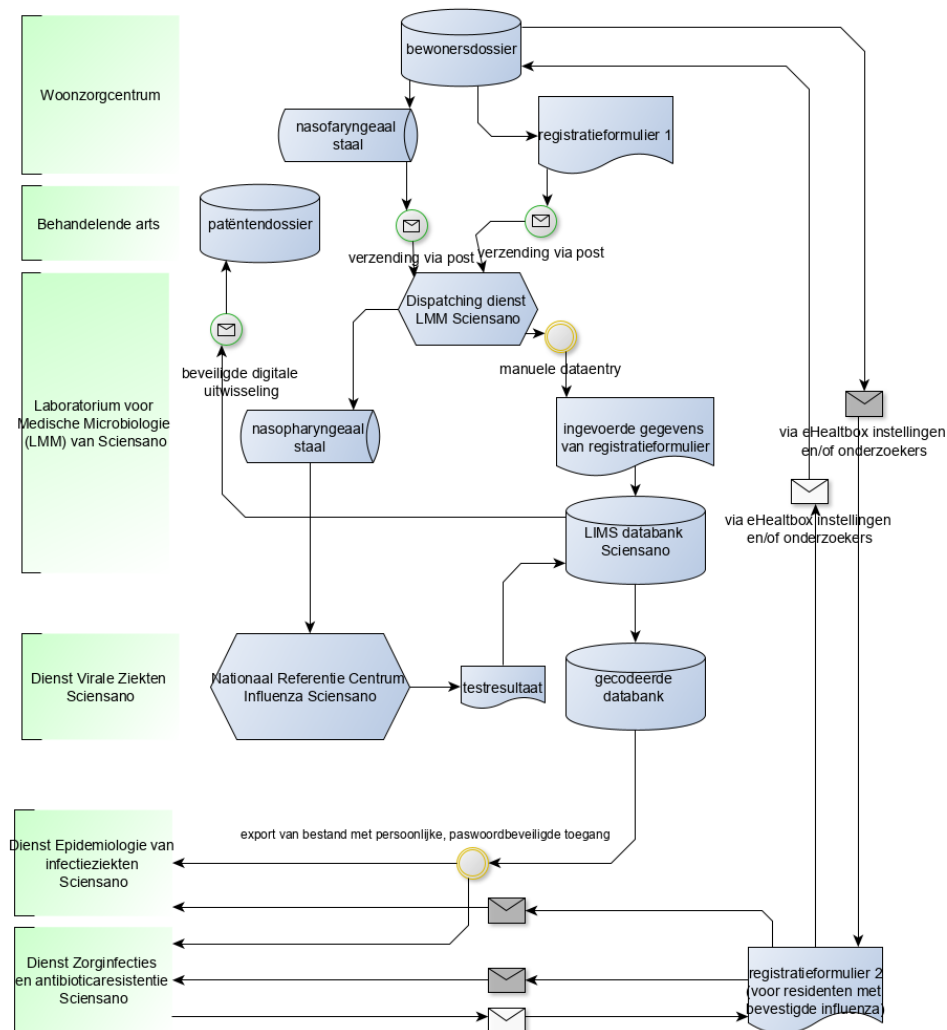 bewonersdossier
Woonzorgcentrum
nasofaryngeaal
staal
registratieformulier 1
Behandelende arts
patëntendossier
verzending via post
verzending via post
Dispatching dienst
LMM Sciensano
beveiligde digitale
uitwisseling
manuele dataentry
Laboratorium voor
Medische Microbiologie
(LMM) van Sciensano
nasopharyngeaal
staal
ingevoerde gegevens
van registratieformulier
via eHealtbox instellingen
en/of onderzoekers
via eHealtbox instellingen
en/of onderzoekers
LIMS databank
Sciensano
Dienst Virale Ziekten
Sciensano
Nationaal Referentie Centrum
Influenza Sciensano
testresultaat
gecodeerde
databank
export van bestand met persoonlijke, paswoordbeveiligde toegang
Dienst Epidemiologie van
infectieziekten
Sciensano
Dienst Zorginfecties
en antibioticaresistentie
Sciensano
registratieformulier 2
(voor residenten met
bevestigde influenza)